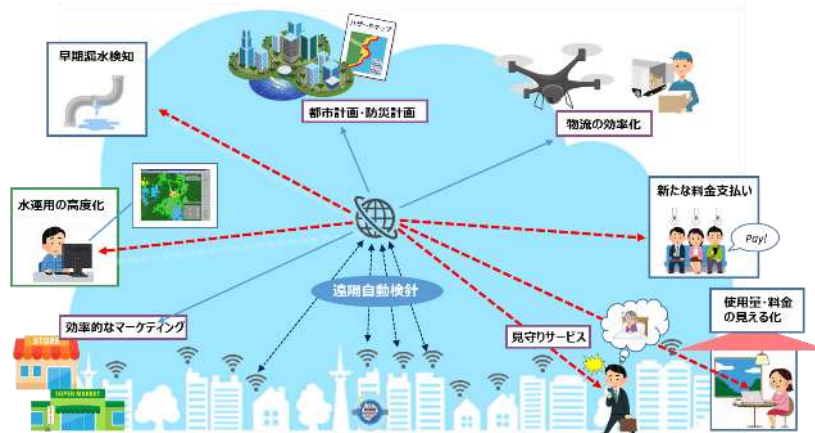 早期漏水検知
ハザードマップ
都市計画・防災計画
物流の効率化
水運用の高度化
新たな料金支払い
Pay!
遠隔自動検針
効率的なマーケティング
見守りサービス
使用量・料金
の見える化
STORE
SUPER MARKET